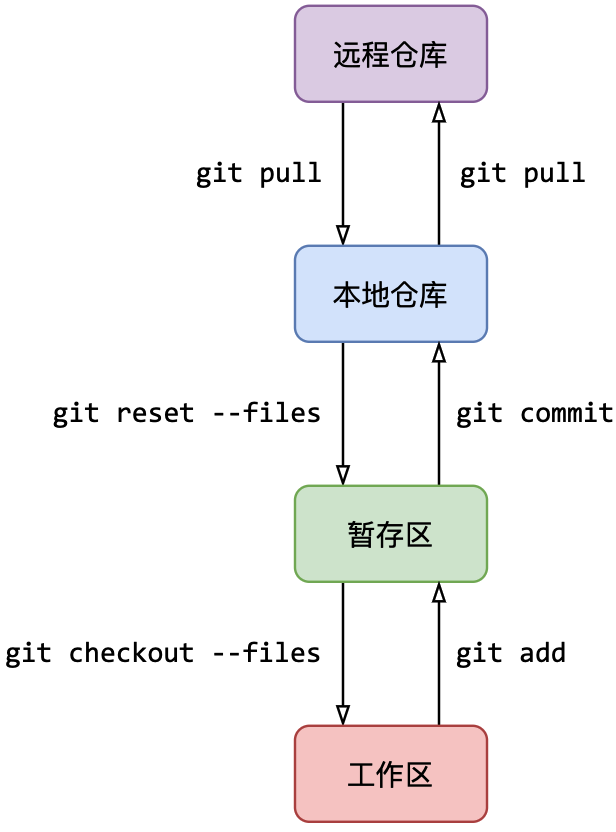 远程仓库
git pull
git pull
本地仓库
git reset --files
git commit
暂存区
git checkout --files
git add
工作区